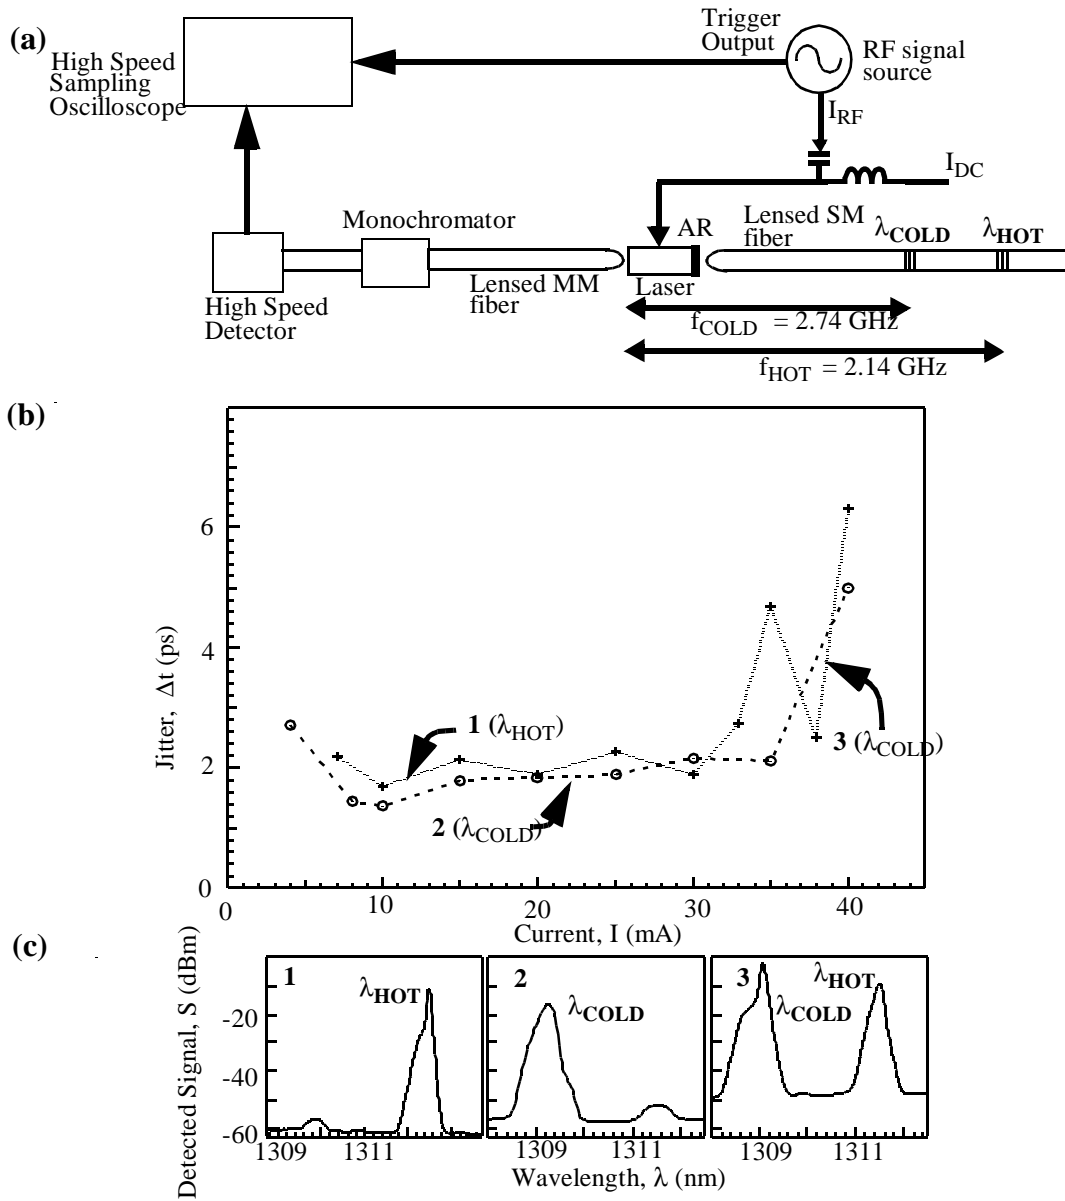 (a)
High Speed
Sampling
Oscilloscope
Trigger
Output
RF signal
source
I_RF
I_DC
Monochromator
AR
Lensed SM
fiber
λ_COLD
λ_HOT
Lensed MM
fiber
Laser
High Speed
Detector
f_COLD = 2.74 GHz
f_HOT = 2.14 GHz
(b)
6
4
2
0
Jitter, Δt (ps)
1 (λ_HOT)
2 (λ_COLD)
3 (λ_COLD)
0 10 20 30 40
Current, I (mA)
(c)
Detected Signal, S (dBm)
-20
-40
-60
1
λ_HOT
2
λ_COLD
3
λ_HOT
λ_COLD
1309 1311 1309 1311 1309 1311
Wavelength, λ (nm)